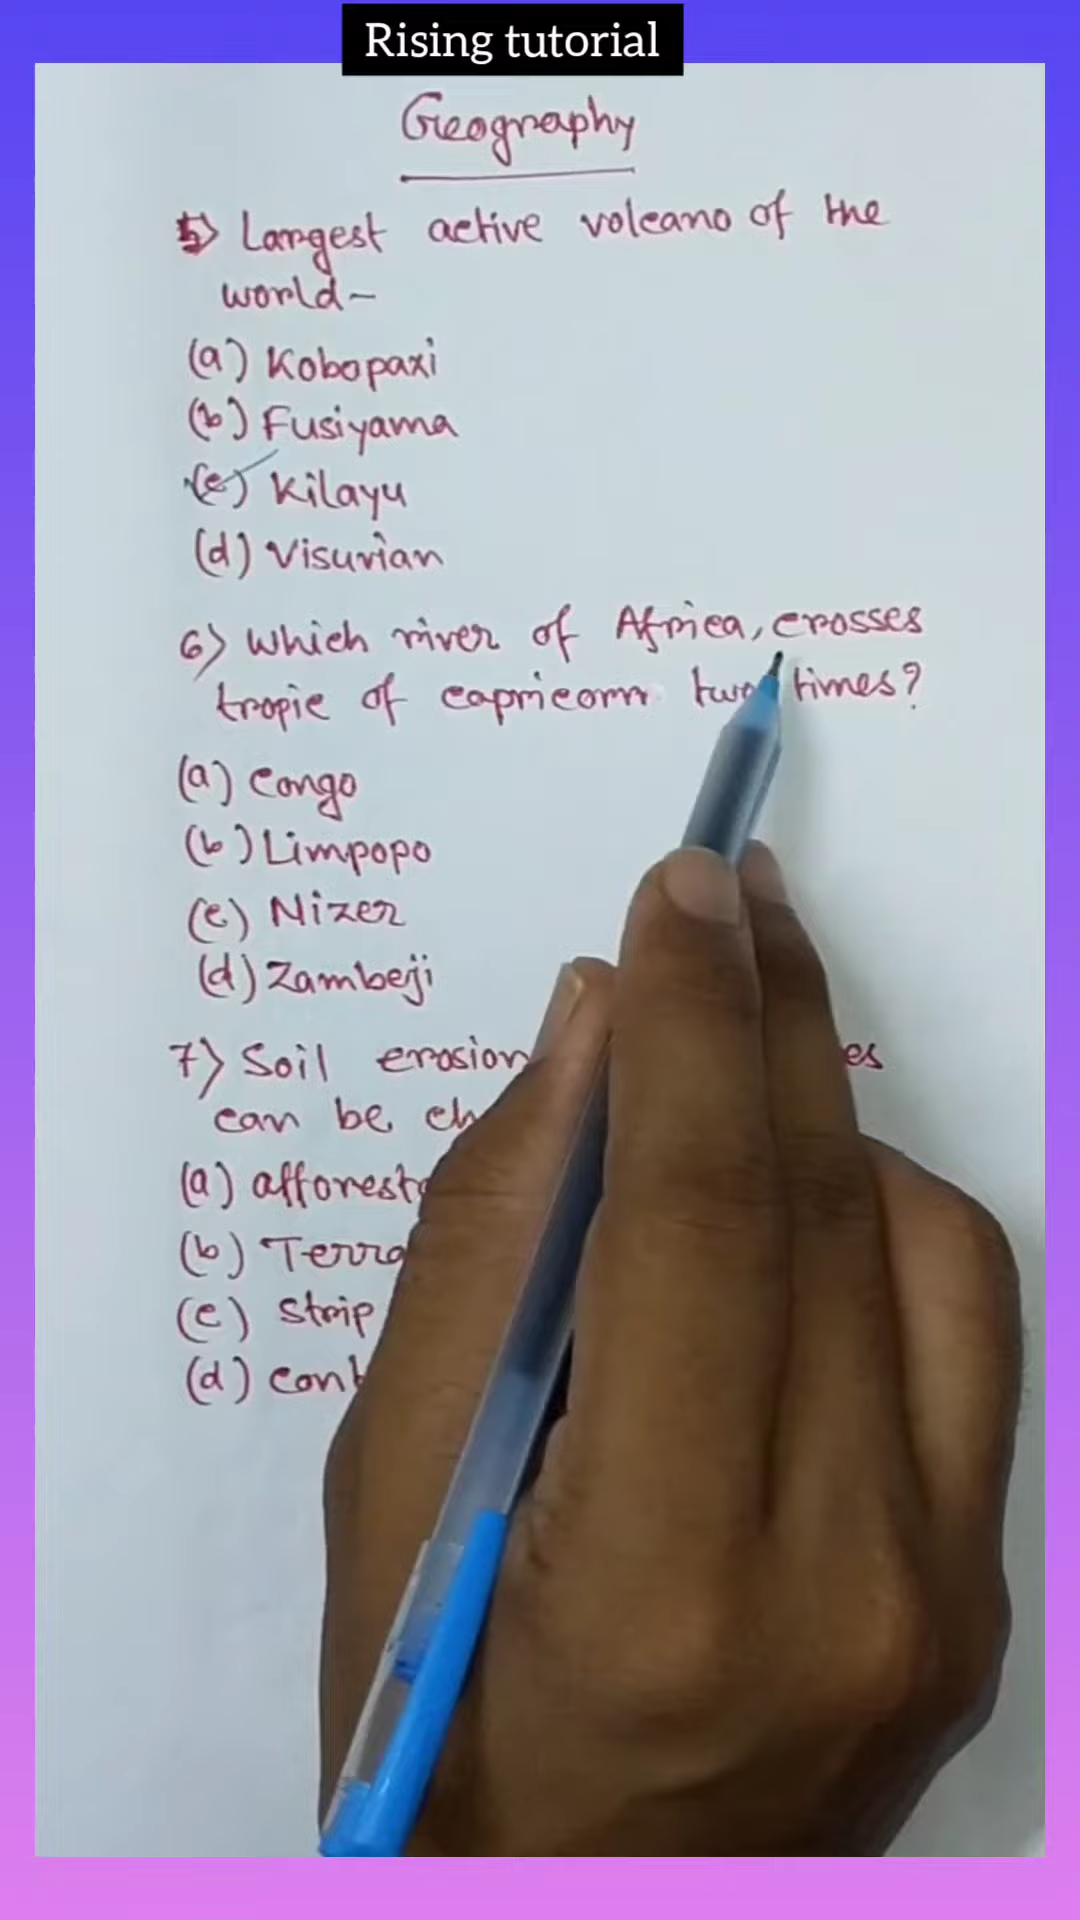 Rising tutorial
Geography
5) Largest active volcano of the
world-
(a) Kobopaxi
(b) Fusiyama
(c) Kilayu
(d) Visuvian
6) Which river of Africa, crosses
tropic of capricorn two times?
(a) Congo
(b) Limpopo
(c) Nizer
(d) Zambeji
7) Soil erosion
can be
(a)
(b)
(c) Strip
(d)